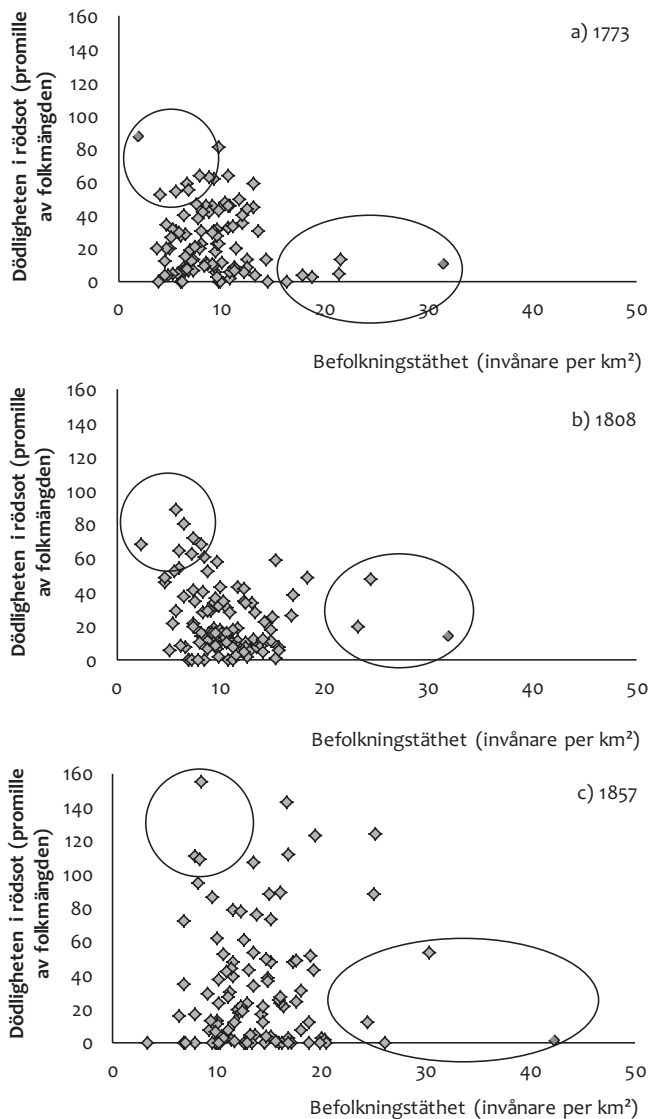 Dödligheten i rödsot (promille
av folkmängden)
160
140
120
100
80
60
40
20
0
a) 1773
0 10 20 30 40 50
Befolkningstäthet (invånare per km²)
Dödligheten i rödsot (promille
av folkmängden)
160
140
120
100
80
60
40
20
0
b) 1808
0 10 20 30 40 50
Befolkningstäthet (invånare per km²)
Dödligheten i rödsot (promille
av folkmängden)
160
140
120
100
80
60
40
20
0
c) 1857
0 10 20 30 40 50
Befolkningstäthet (invånare per km²)